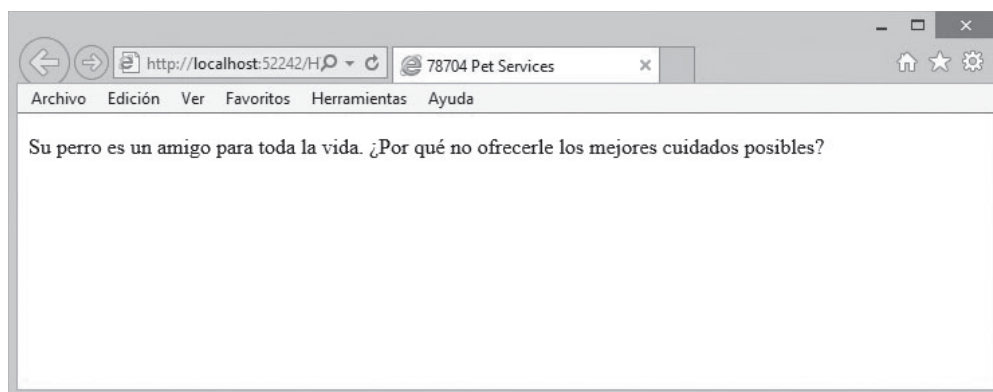 http://localhost:52242/H
78704 Pet Services
Archivo Edición Ver Favoritos Herramientas Ayuda
Su perro es un amigo para toda la vida. ¿Por qué no ofrecerle los mejores cuidados posibles?